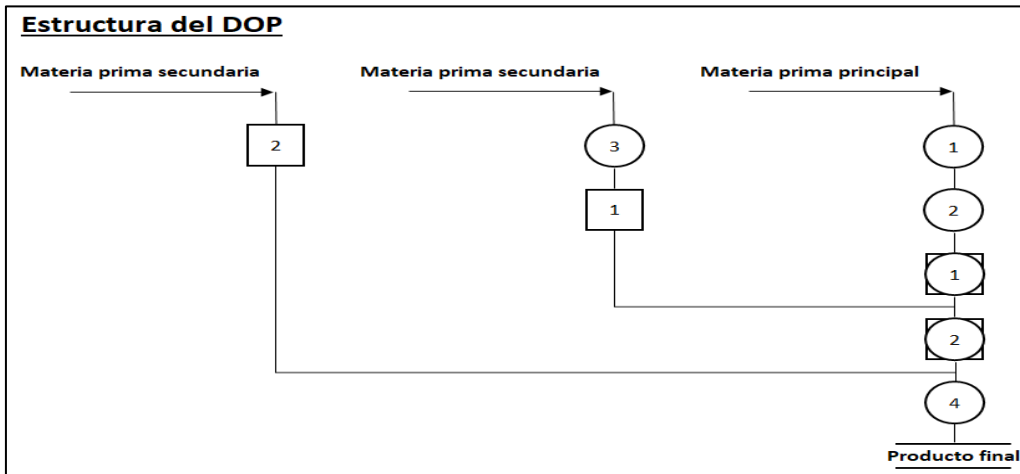 Estructura del DOP
Materia prima secundaria
Materia prima secundaria
Materia prima principal
2
3
1
1
2
1
2
4
Producto final